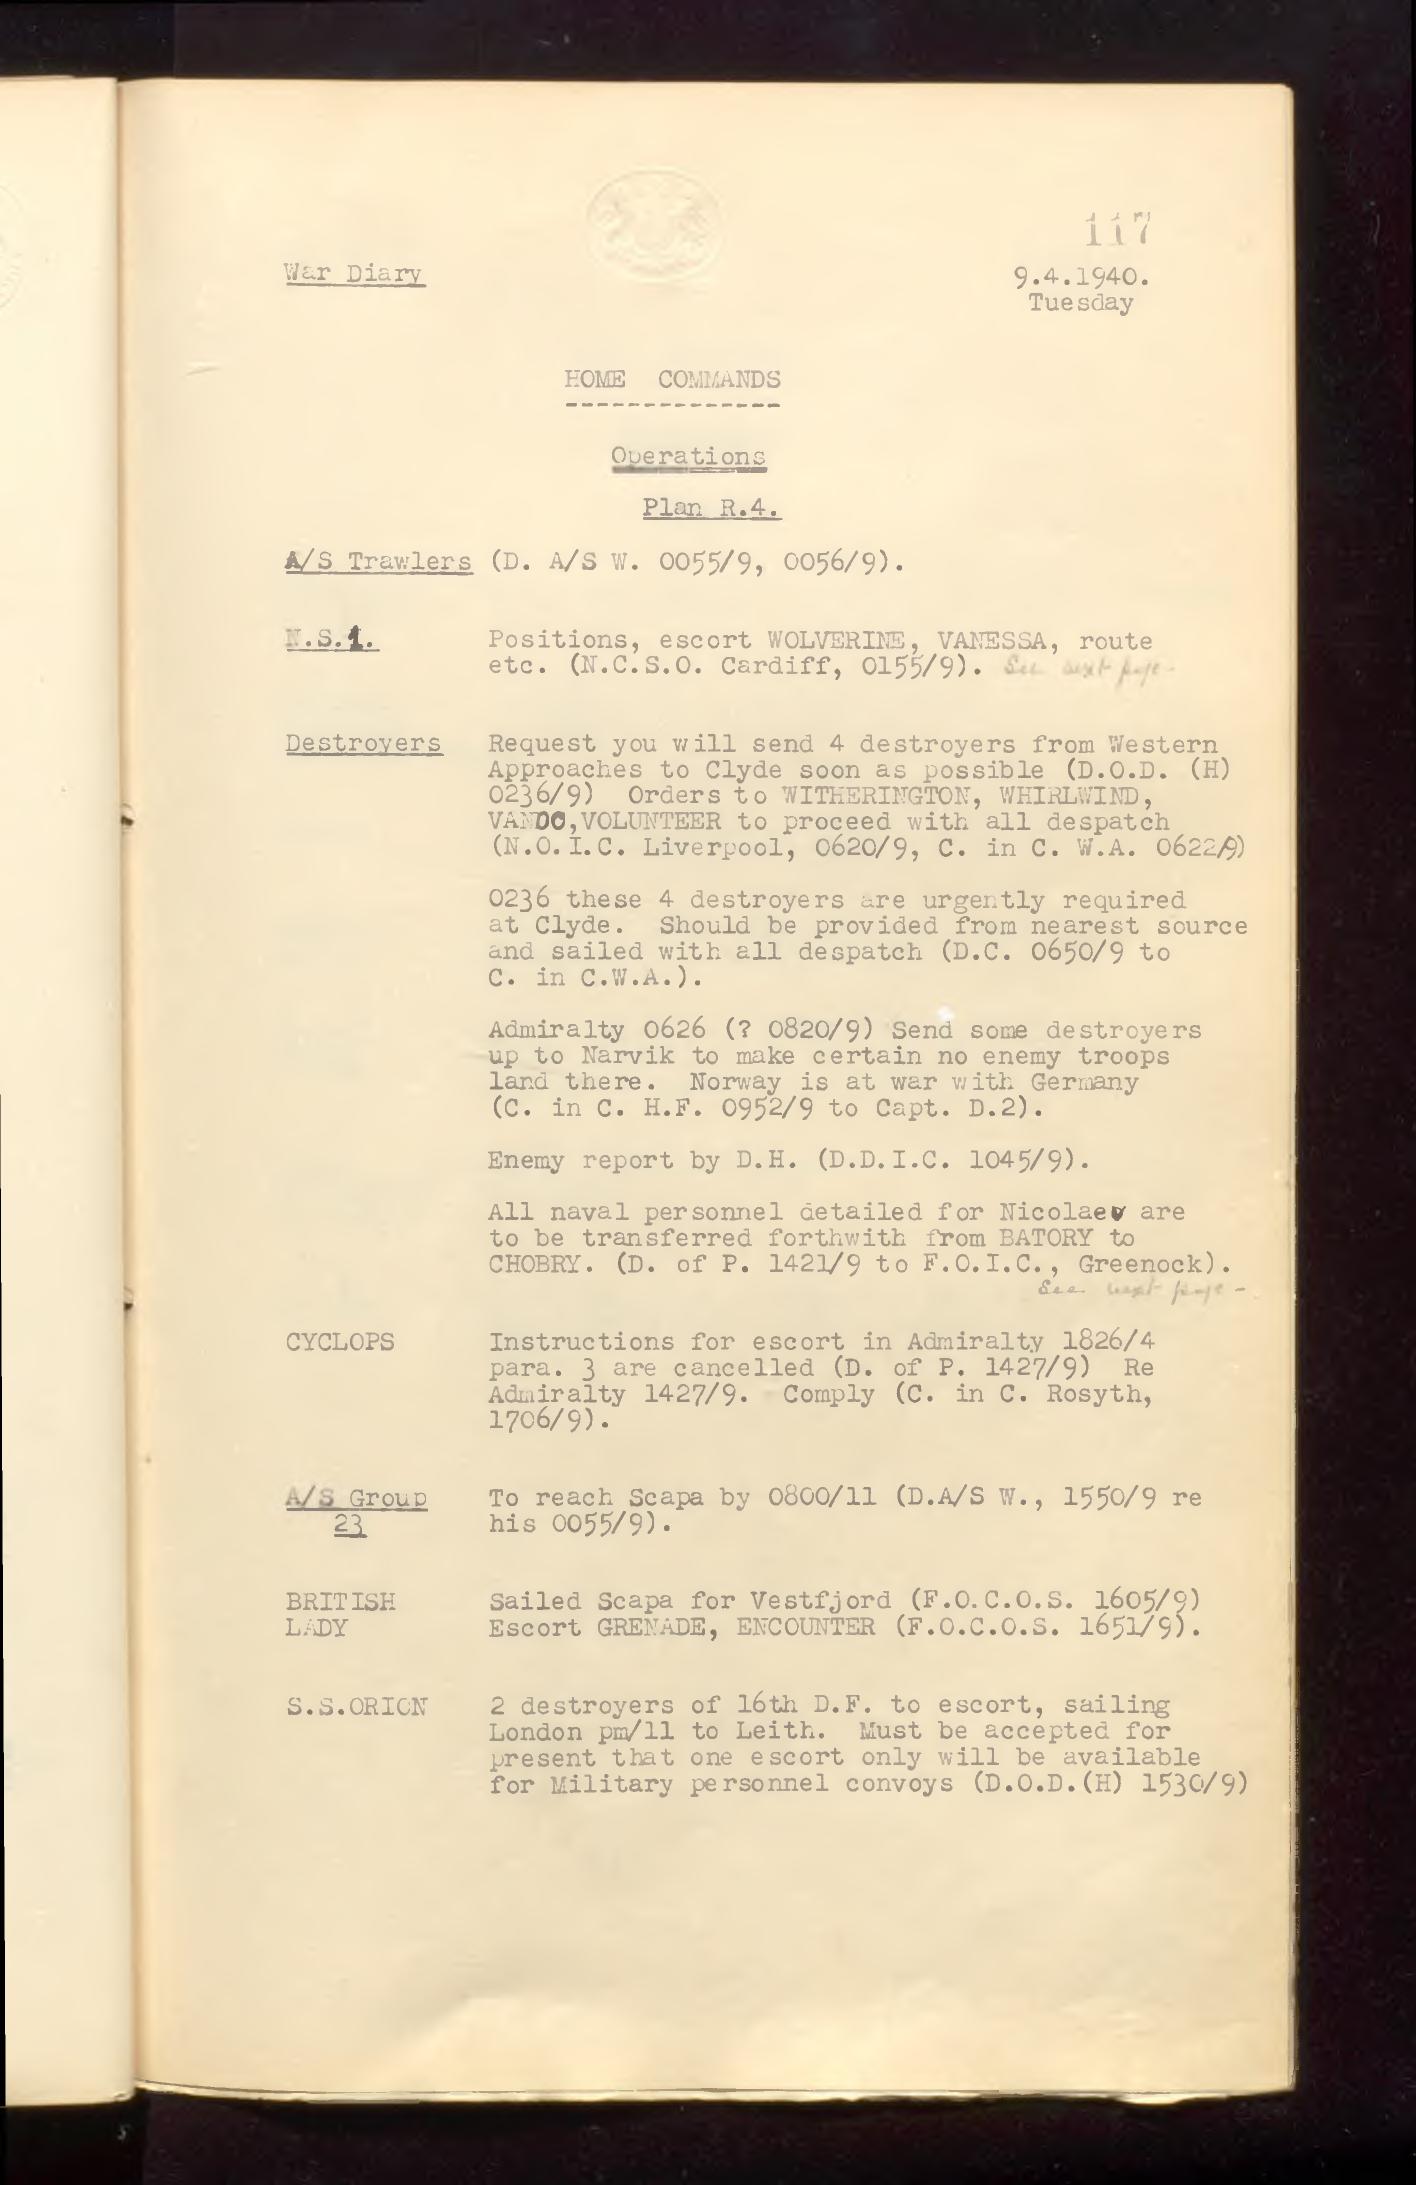 117
War Diary 9.4.1940.
Tuesday
HOME COMMANDS
--------------
Operations
Plan R.4.
A/S Trawlers (D. A/S W. 0055/9, 0056/9).
N.S.1. Positions, escort WOLVERINE, VANESSA, route
etc. (N.C.S.O. Cardiff, 0155/9). See next page -
Destroyers Request you will send 4 destroyers from Western
Approaches to Clyde soon as possible (D.O.D. (H)
0236/9) Orders to WITHERINGTON, WHIRLWIND,
VANOC,VOLUNTEER to proceed with all despatch
(N.O.I.C. Liverpool, 0620/9, C. in C. W.A. 0622/9)
0236 these 4 destroyers are urgently required
at Clyde. Should be provided from nearest source
and sailed with all despatch (D.C. 0650/9 to
C. in C.W.A.).
Admiralty 0626 (? 0820/9) Send some destroyers
up to Narvik to make certain no enemy troops
land there. Norway is at war with Germany
(C. in C. H.F. 0952/9 to Capt. D.2).
Enemy report by D.H. (D.D.I.C. 1045/9).
All naval personnel detailed for Nicolaev are
to be transferred forthwith from BATORY to
CHOBRY. (D. of P. 1421/9 to F.O.I.C., Greenock).
See next page -
CYCLOPS Instructions for escort in Admiralty 1826/4
para. 3 are cancelled (D. of P. 1427/9) Re
Admiralty 1427/9. Comply (C. in C. Rosyth,
1706/9).
A/S Group To reach Scapa by 0800/11 (D.A/S W., 1550/9 re
23 his 0055/9).
BRITISH Sailed Scapa for Vestfjord (F.O.C.O.S. 1605/9)
LADY Escort GRENADE, ENCOUNTER (F.O.C.O.S. 1651/9).
S.S.ORION 2 destroyers of 16th D.F. to escort, sailing
London pm/11 to Leith. Must be accepted for
present that one escort only will be available
for Military personnel convoys (D.O.D.(H) 1530/9)